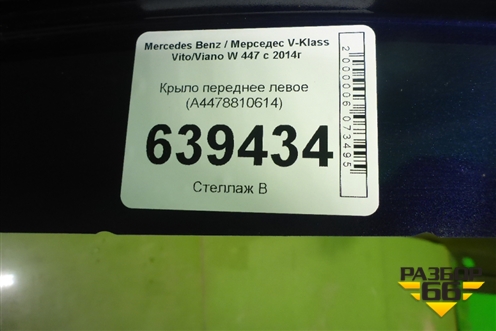 Mercedes Benz / Мерседес V-Klass
Vito/Viano W 447 с 2014г
Крыло переднее левое
(A4478810614)
639434
Стеллаж В
2000006073495
РАЗБОР
68